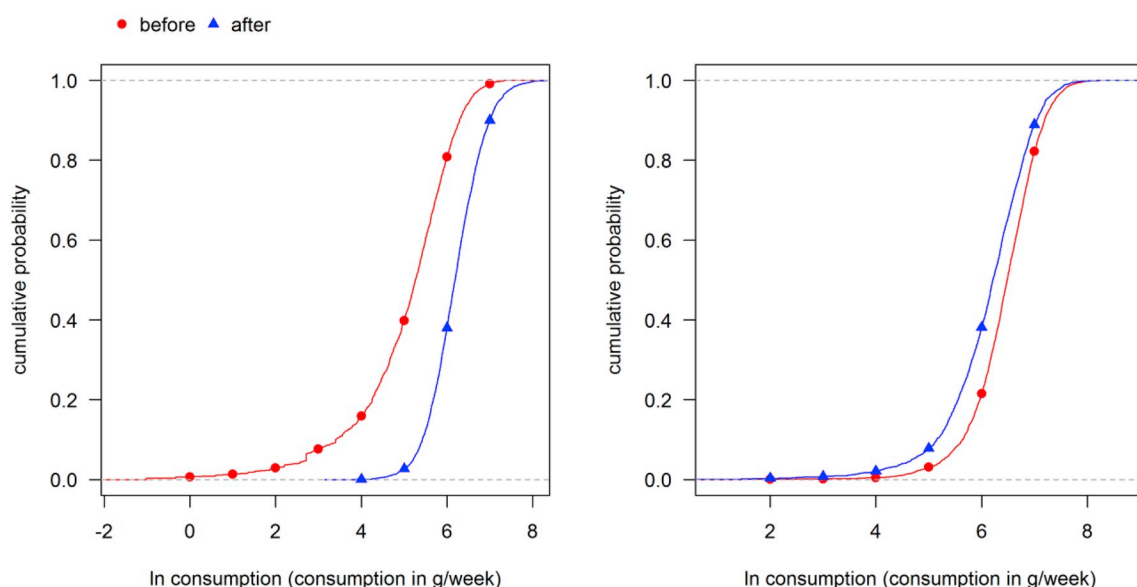 before after
1.0
0.8
0.6
0.4
0.2
0.0
cumulative probability
-2 0 2 4 6 8
ln consumption (consumption in g/week)
1.0
0.8
0.6
0.4
0.2
0.0
cumulative probability
2 4 6 8
ln consumption (consumption in g/week)